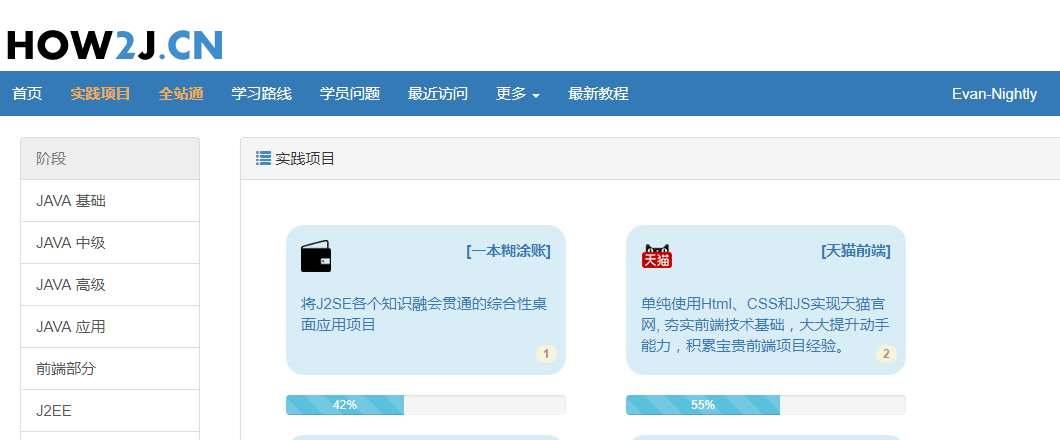 HOW2J.CN
首页 实践项目 全站通 学习路线 学员问题 最近访问 更多 最新教程 Evan-Nightly
阶段
JAVA 基础
JAVA 中级
JAVA 高级
JAVA 应用
前端部分
J2EE
实践项目
[一本糊涂账]
将J2SE各个知识融会贯通的综合性桌
面应用项目
1
42%
天猫
[天猫前端]
单纯使用Html、CSS和JS实现天猫官
网, 夯实前端技术基础，大大提升动手
能力，积累宝贵前端项目经验。
2
55%